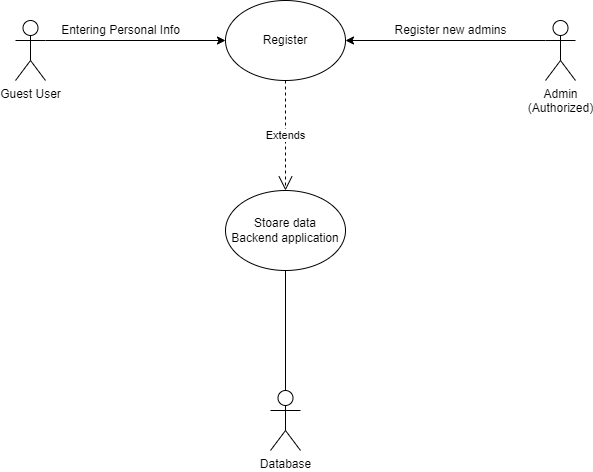 Entering Personal Info
Register
Register new admins
Guest User
Admin
(Authorized)
Extends
Stoare data
Backend application
Database